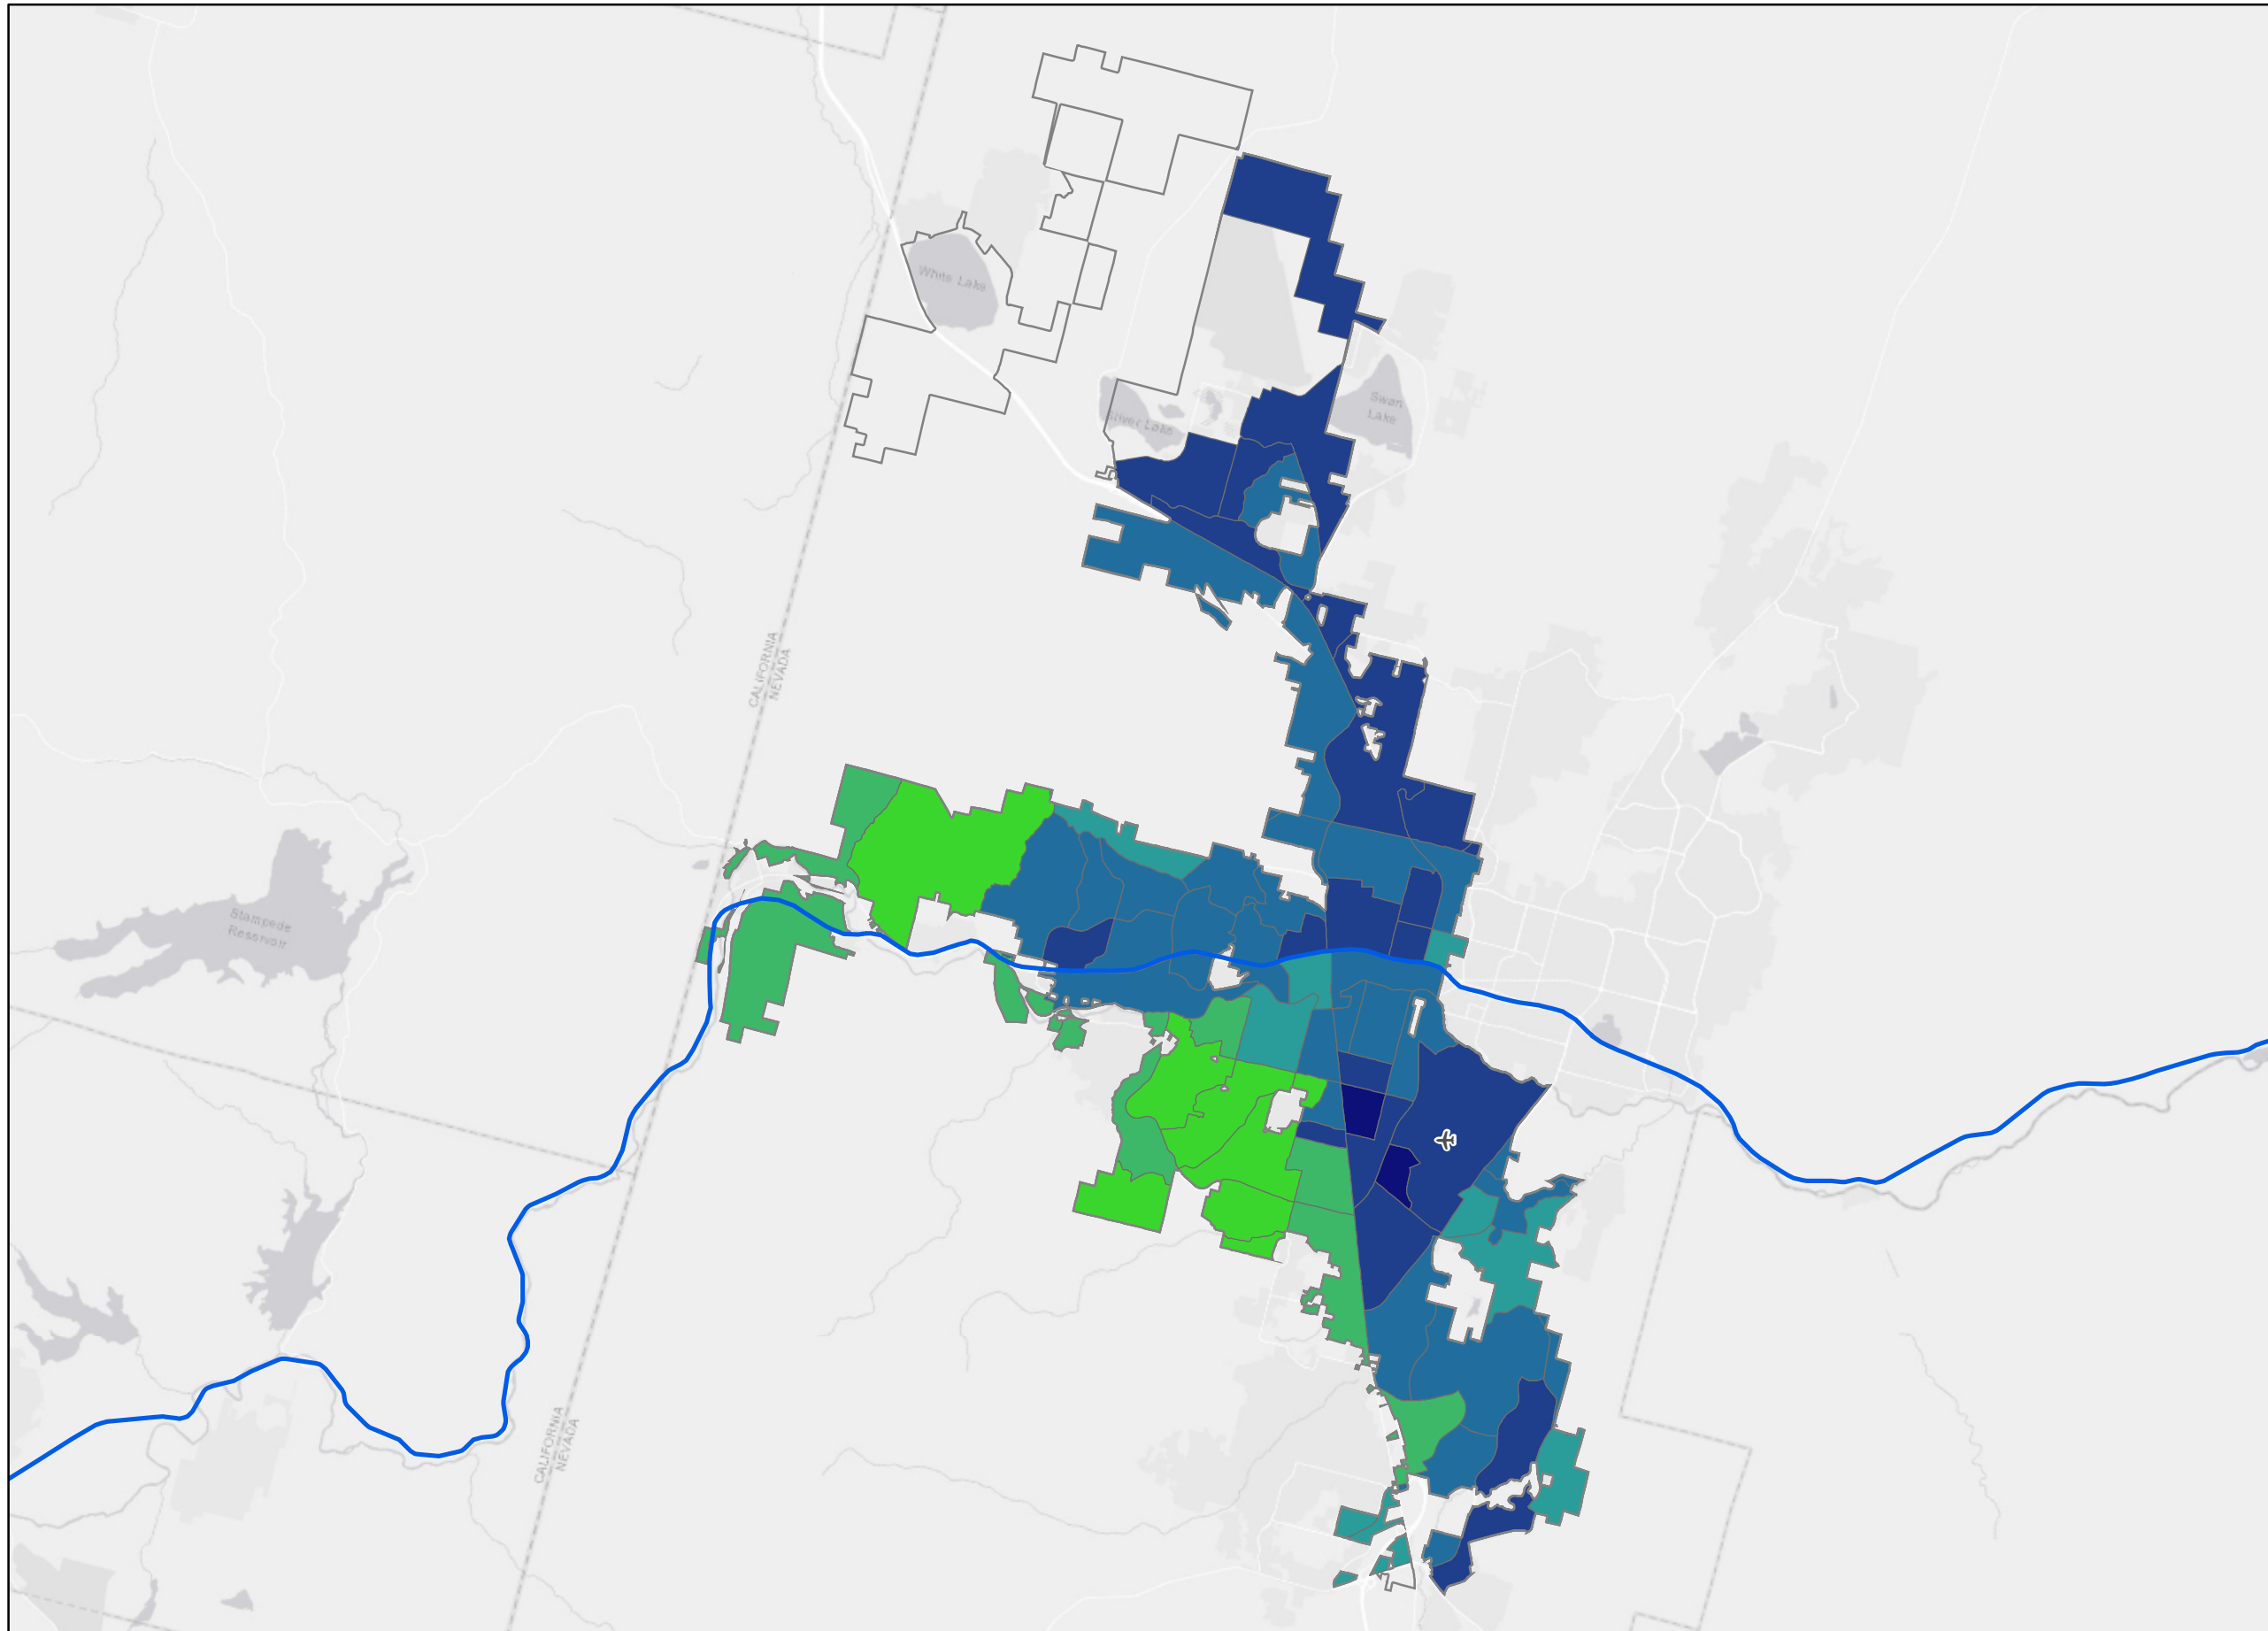 White Lake
Swan
Lake
Silver Lake
CALIFORNIA
NEVADA
Stampede
Reservoir
CALIFORNIA
NEVADA